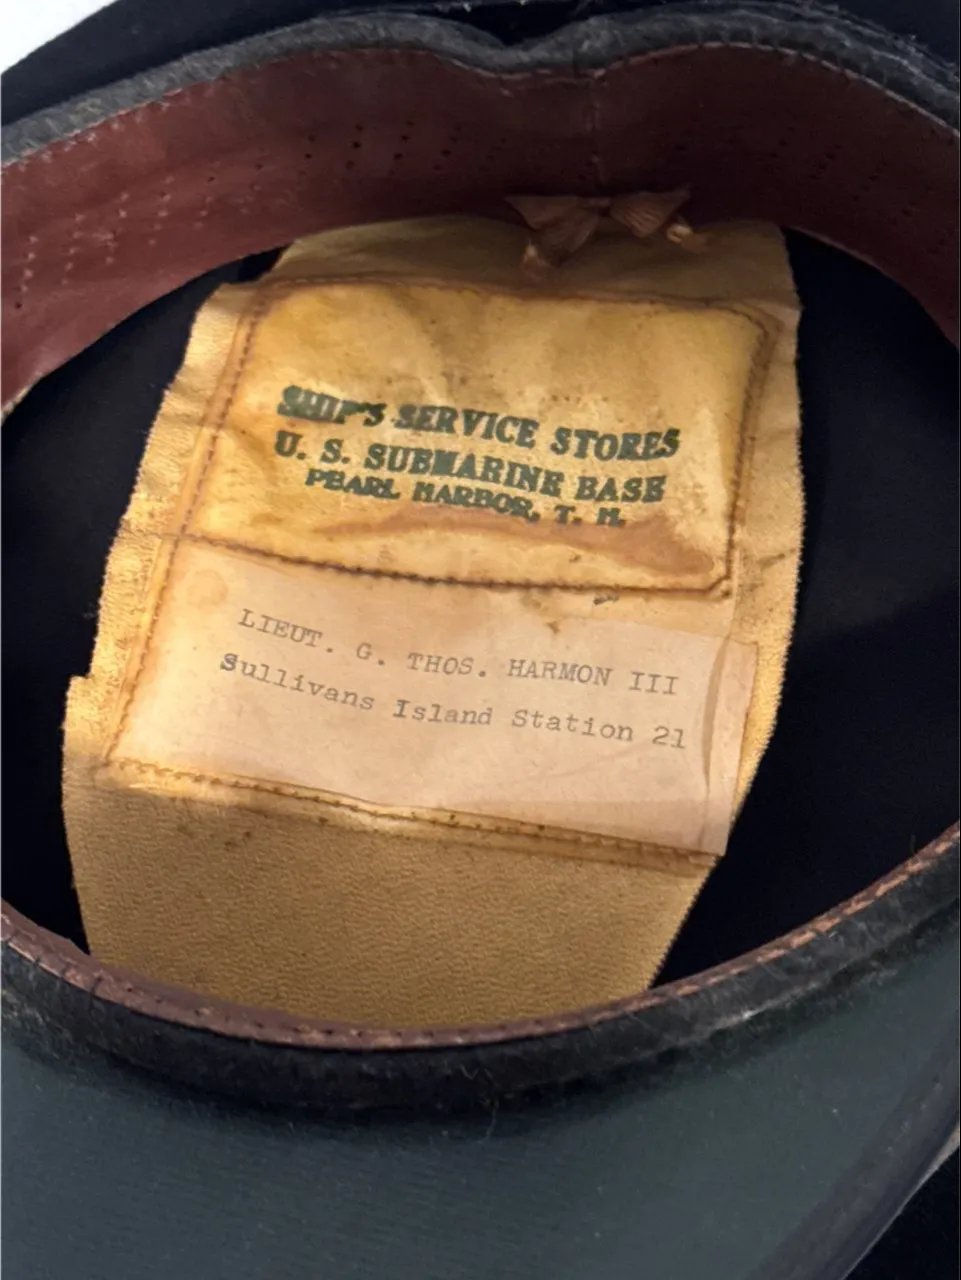 SHIP'S SERVICE STORES
U. S. SUBMARINE BASE
PEARL HARBOR, T. H.
LIEUT. G. THOS. HARMON III
Sullivans Island Station 21